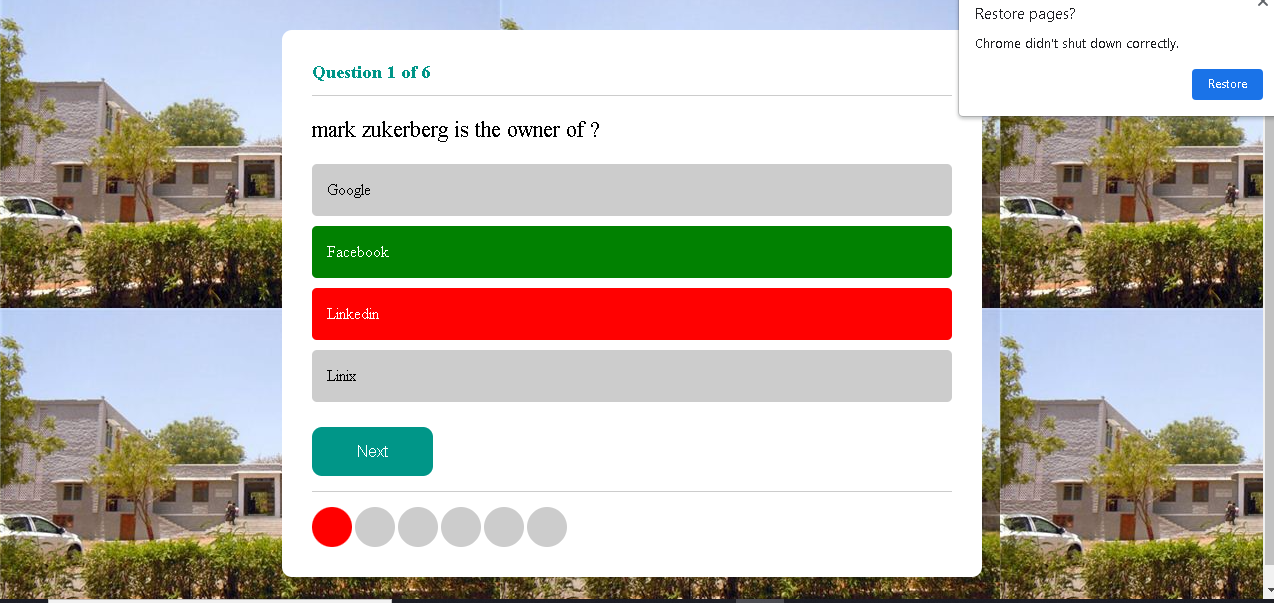 Restore pages?
Chrome didn't shut down correctly.
Restore
Question 1 of 6
mark zukerberg is the owner of ?
Google
Facebook
Linkedin
Linix
Next